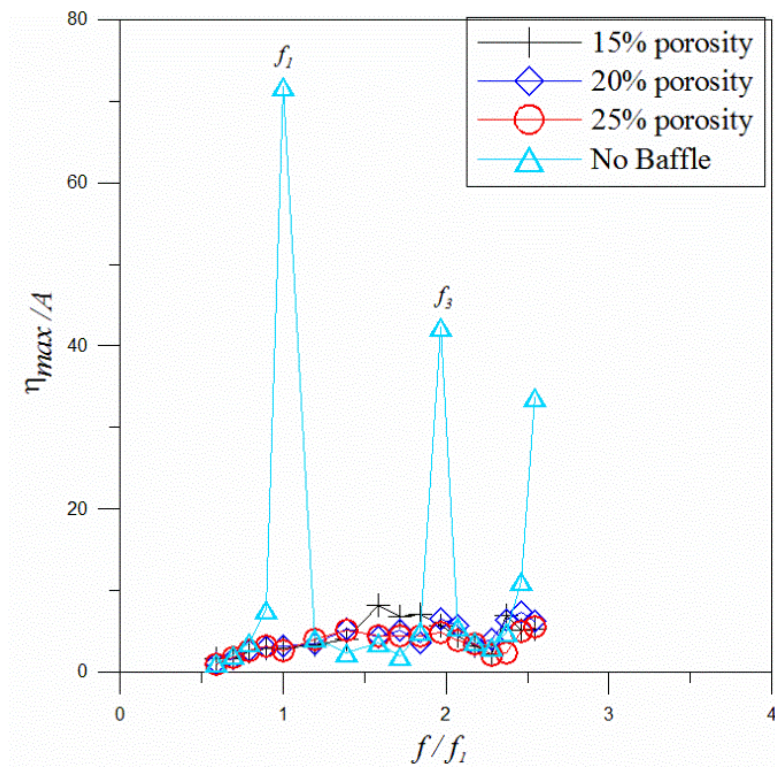 80
60
40
20
0
0
1
2
3
4
ηmax/A
f/f1
f1
f3
15% porosity
20% porosity
25% porosity
No Baffle